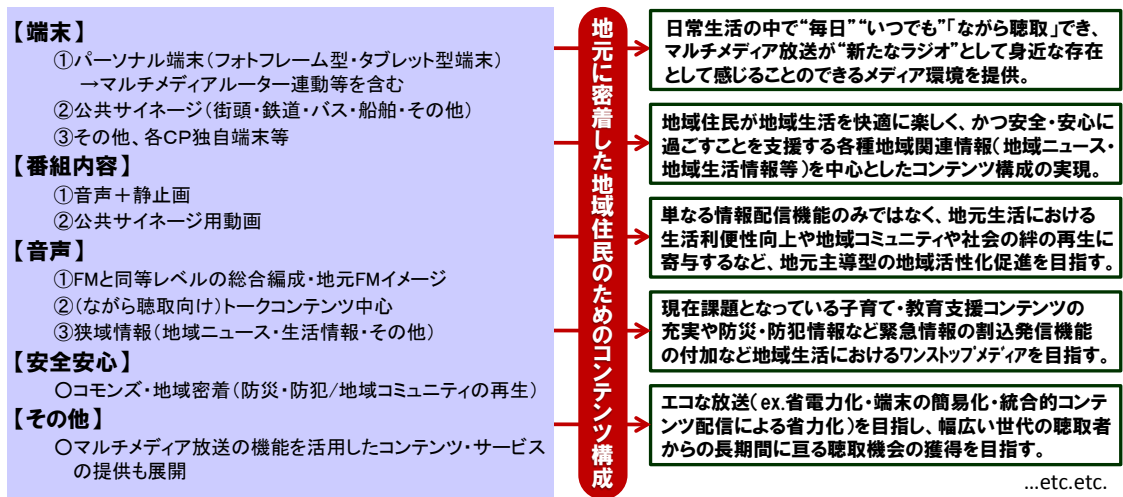 【端末】
①パーソナル端末(フォトフレーム型・タブレット型端末)
→マルチメディアルーター連動等を含む
②公共サイネージ(街頭・鉄道・バス・船舶・その他)
③その他、各CP独自端末等
【番組内容】
①音声＋静止画
②公共サイネージ用動画
【音声】
①FMと同等レベルの総合編成・地元FMイメージ
②(ながら聴取向け)トークコンテンツ中心
③狭域情報(地域ニュース・生活情報・その他)
【安全安心】
○コモンズ・地域密着(防災・防犯/地域コミュニティの再生)
【その他】
○マルチメディア放送の機能を活用したコンテンツ・サービス
の提供も展開
地元に密着した地域住民のためのコンテンツ構成
日常生活の中で“毎日”“いつでも”「ながら聴取」でき、
マルチメディア放送が“新たなラジオ”として身近な存在
として感じることのできるメディア環境を提供。
地域住民が地域生活を快適に楽しく、かつ安全・安心に
過ごすことを支援する各種地域関連情報(地域ニュース・
地域生活情報等)を中心としたコンテンツ構成の実現。
単なる情報配信機能のみではなく、地元生活における
生活利便性向上や地域コミュニティや社会の絆の再生に
寄与するなど、地元主導型の地域活性化促進を目指す。
現在課題となっている子育て・教育支援コンテンツの
充実や防災・防犯情報など緊急情報の割込発信機能
の付加など地域生活におけるワンストップメディアを目指す。
エコな放送(ex.省電力化・端末の簡易化・統合的コンテ
ンツ配信による省力化)を目指し、幅広い世代の聴取者
からの長期間に亘る聴取機会の獲得を目指す。
...etc.etc.